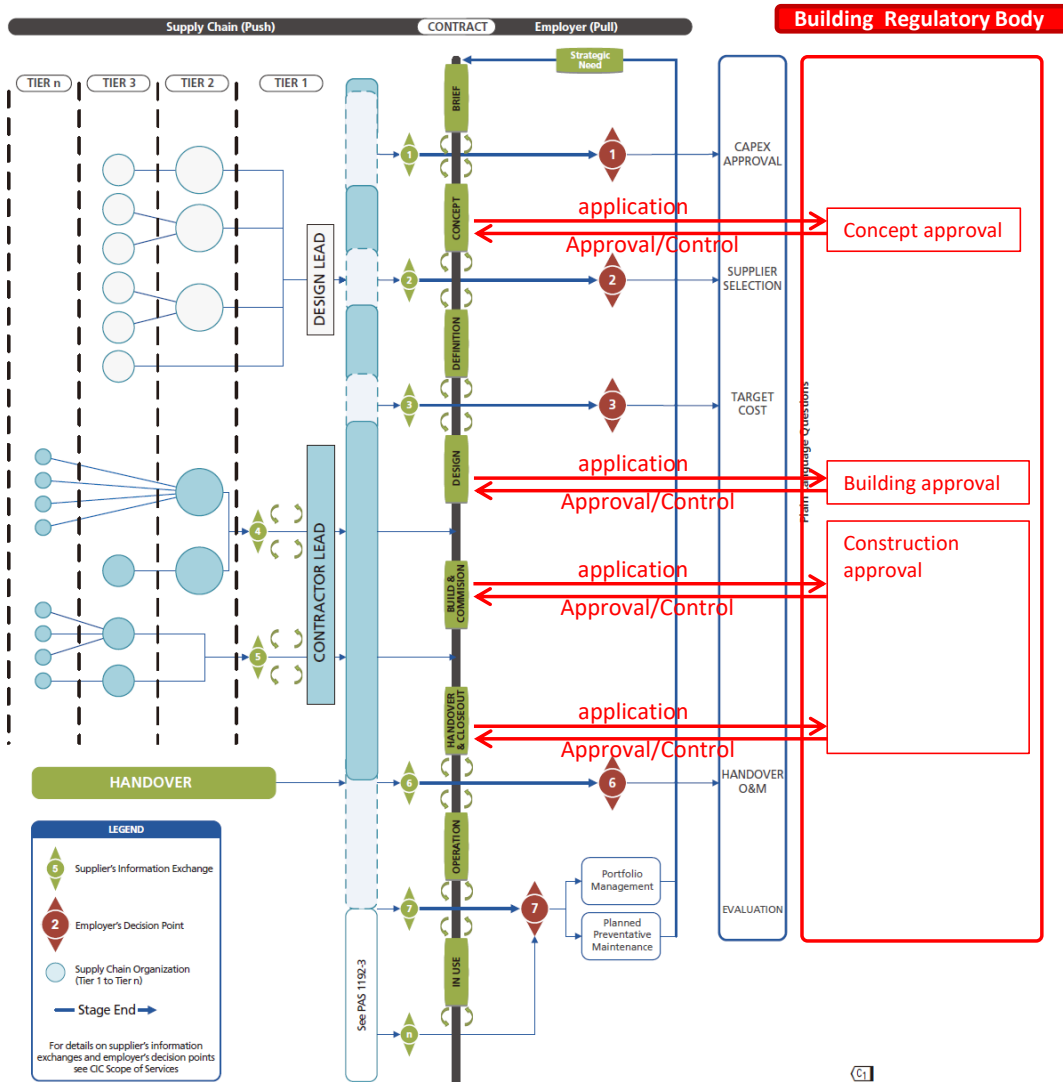 Building Regulatory Body
Supply Chain (Push)
CONTRACT
Employer (Pull)
Strategic
Need
TIER n
TIER 3
TIER 2
TIER 1
BRIEF
1
1
CAPEX
APPROVAL
CONCEPT
application
Approval/Control
Concept approval
DESIGN LEAD
2
2
SUPPLIER
SELECTION
DEFINITION
3
3
TARGET
COST
Plain Language Questions
DESIGN
application
Approval/Control
Building approval
4
CONTRACTOR LEAD
Construction
approval
BUILD &
COMMISION
application
Approval/Control
5
HANDOVER
& CLOSEOUT
application
Approval/Control
HANDOVER
6
6
HANDOVER
O&M
OPERATION
LEGEND
5
Supplier's Information Exchange
2
Employer's Decision Point
Supply Chain Organization
(Tier 1 to Tier n)
Stage End
For details on supplier's information
exchanges and employer's decision points
see CIC Scope of Services
7
7
Portfolio
Management
Planned
Preventative
Maintenance
EVALUATION
IN USE
See PAS 1192-3
n
C1